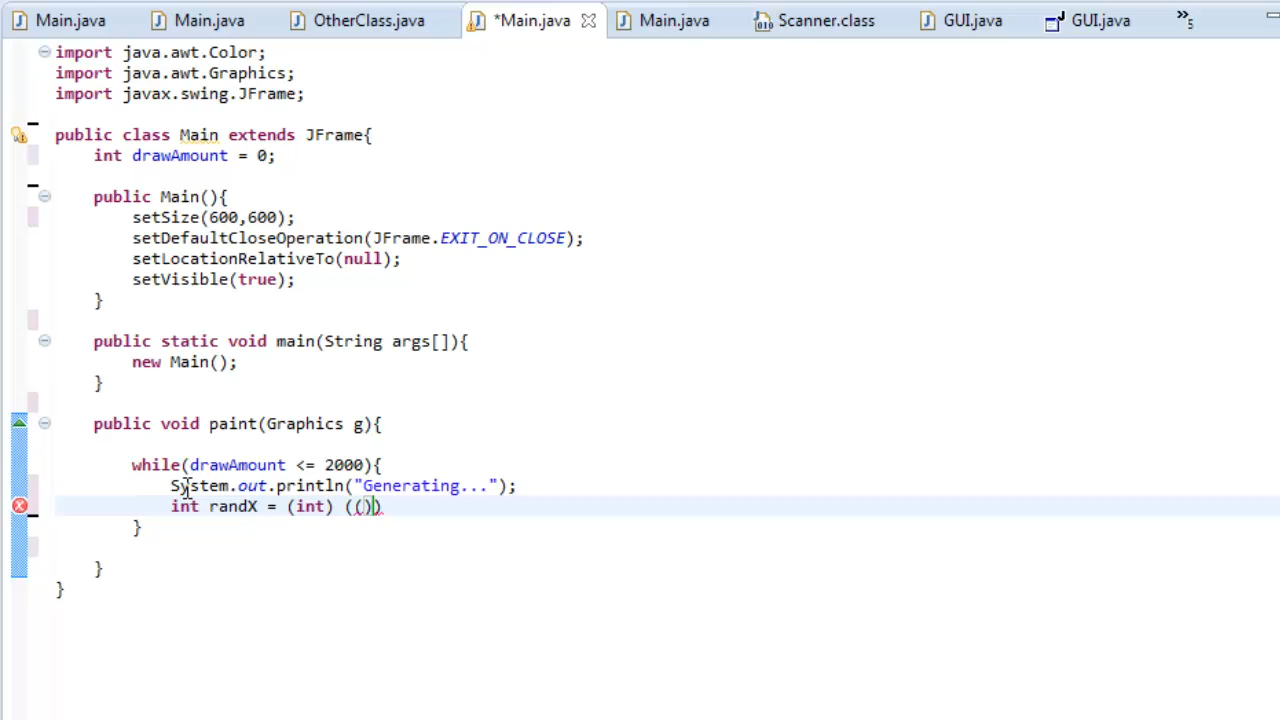 Main.java Main.java OtherClass.java *Main.java Main.java Scanner.class GUI.java GUI.java »5
import java.awt.Color;
import java.awt.Graphics;
import javax.swing.JFrame;
public class Main extends JFrame{
int drawAmount = 0;
public Main(){
setSize(600,600);
setDefaultCloseOperation(JFrame.EXIT_ON_CLOSE);
setLocationRelativeTo(null);
setVisible(true);
}
public static void main(String args[]){
new Main();
}
public void paint(Graphics g){
while(drawAmount <= 2000){
System.out.println("Generating...");
int randX = (int) (())
}
}
}